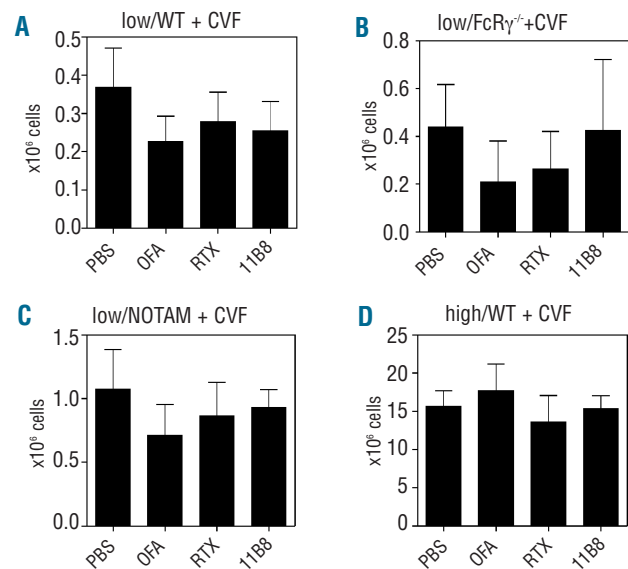 A
low/WT + CVF
x10⁶ cells
0.5
0.4
0.3
0.2
0.1
0.0
PBS
OFA
RTX
11B8
B
low/FcRγ⁻/⁻+CVF
x10⁶ cells
0.8
0.6
0.4
0.2
0.0
PBS
OFA
RTX
11B8
C
low/NOTAM + CVF
x10⁶ cells
1.5
1.0
0.5
0.0
PBS
OFA
RTX
11B8
D
high/WT + CVF
x10⁶ cells
25
20
15
10
5
0
PBS
OFA
RTX
11B8